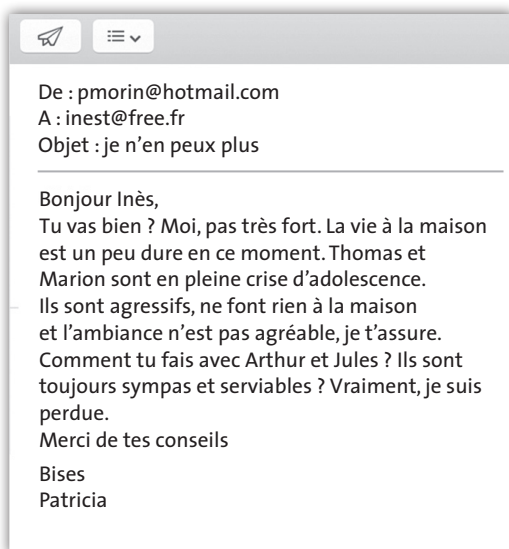 De : pmorin@hotmail.com
A : inest@free.fr
Objet : je n’en peux plus
Bonjour Inès,
Tu vas bien ? Moi, pas très fort. La vie à la maison
est un peu dure en ce moment. Thomas et
Marion sont en pleine crise d’adolescence.
Ils sont agressifs, ne font rien à la maison
et l’ambiance n’est pas agréable, je t’assure.
Comment tu fais avec Arthur et Jules ? Ils sont
toujours sympas et serviables ? Vraiment, je suis
perdue.
Merci de tes conseils
Bises
Patricia